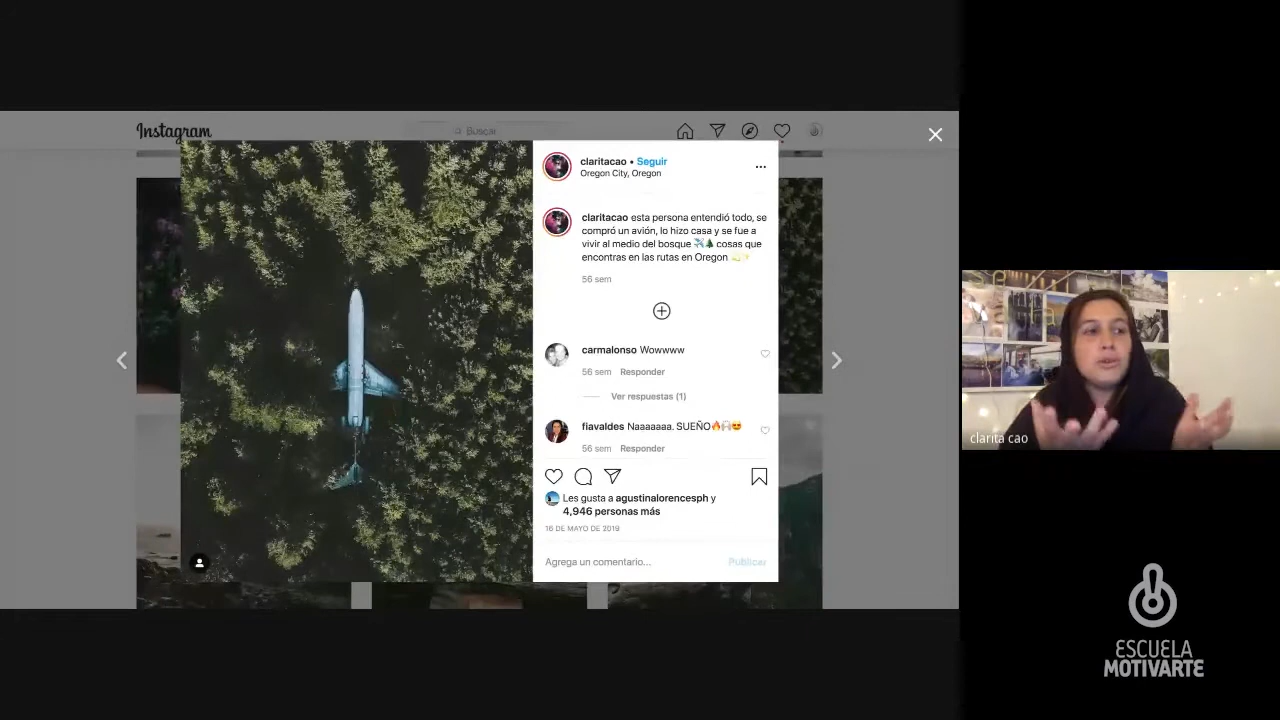 Instagram
Buscar
claritacao • Seguir
Oregon City, Oregon
claritacao esta persona entendió todo, se
compró un avión, lo hizo casa y se fue a
vivir al medio del bosque ✈️🌲 cosas que
encontras en las rutas en Oregon 💫✨
56 sem
carmalonso Wowwww
56 sem Responder
Ver respuestas (1)
fiavaldes Naaaaaaa. SUEÑO🔥🙌🏻😍
56 sem Responder
Les gusta a agustinalorencesph y
4,946 personas más
16 DE MAYO DE 2019
Agrega un comentario...
Publicar
clarita cao
ESCUELA
MOTIVARTE